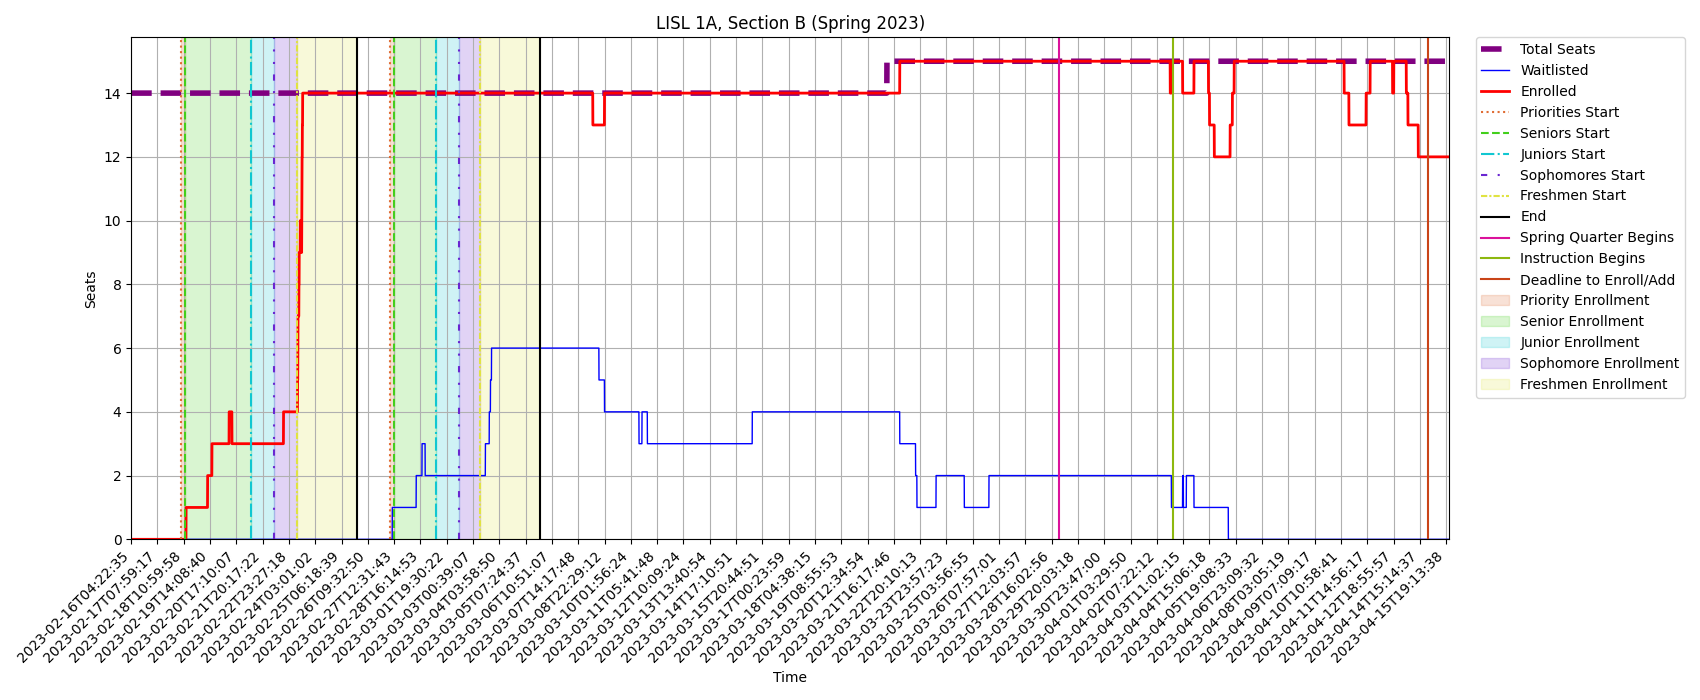 LISL 1A, Section B (Spring 2023)
Total Seats
Waitlisted
Enrolled
Priorities Start
Seniors Start
Juniors Start
Sophomores Start
Freshmen Start
End
Spring Quarter Begins
Instruction Begins
Deadline to Enroll/Add
Priority Enrollment
Senior Enrollment
Junior Enrollment
Sophomore Enrollment
Freshmen Enrollment
Seats
14
12
10
8
6
4
2
0
2023-02-16T04:22:35
2023-02-17T07:59:17
2023-02-18T10:59:58
2023-02-19T14:08:40
2023-02-20T17:10:07
2023-02-21T20:17:22
2023-02-22T23:27:18
2023-02-24T03:01:02
2023-02-25T06:18:39
2023-02-26T09:32:50
2023-02-27T12:31:43
2023-02-28T16:14:53
2023-03-01T19:30:22
2023-03-03T00:39:07
2023-03-04T03:58:50
2023-03-05T07:24:37
2023-03-06T10:51:07
2023-03-07T14:17:48
2023-03-08T22:29:12
2023-03-10T01:56:24
2023-03-11T05:41:48
2023-03-12T10:09:24
2023-03-13T13:40:54
2023-03-14T17:10:51
2023-03-15T20:44:51
2023-03-17T00:23:59
2023-03-18T04:38:15
2023-03-19T08:55:53
2023-03-20T12:34:54
2023-03-21T16:17:46
2023-03-22T20:10:13
2023-03-23T23:57:23
2023-03-25T03:56:55
2023-03-26T07:57:01
2023-03-27T12:03:57
2023-03-28T16:02:56
2023-03-29T20:03:18
2023-03-30T23:47:00
2023-04-01T03:29:50
2023-04-02T07:22:12
2023-04-03T11:02:15
2023-04-04T15:06:18
2023-04-05T19:08:33
2023-04-06T23:09:32
2023-04-08T03:05:19
2023-04-09T07:09:17
2023-04-10T10:58:41
2023-04-11T14:56:17
2023-04-12T18:55:57
2023-04-14T15:14:37
2023-04-15T19:13:38
Time